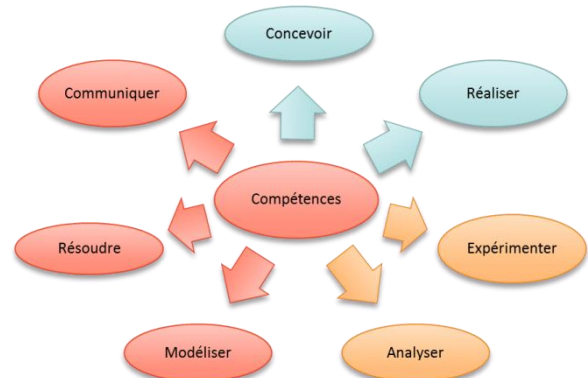 Concevoir
Communiquer
Réaliser
Compétences
Résoudre
Expérimenter
Modéliser
Analyser